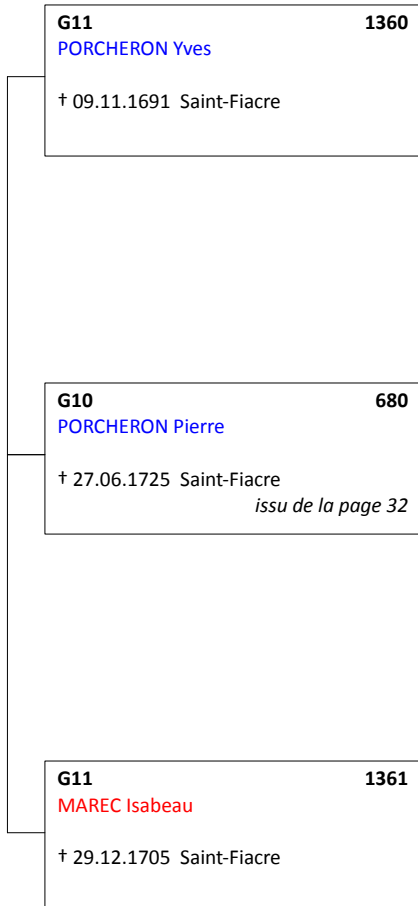 G11 1360
PORCHERON Yves
† 09.11.1691 Saint-Fiacre
G10 680
PORCHERON Pierre
† 27.06.1725 Saint-Fiacre
issu de la page 32
G11 1361
MAREC Isabeau
† 29.12.1705 Saint-Fiacre